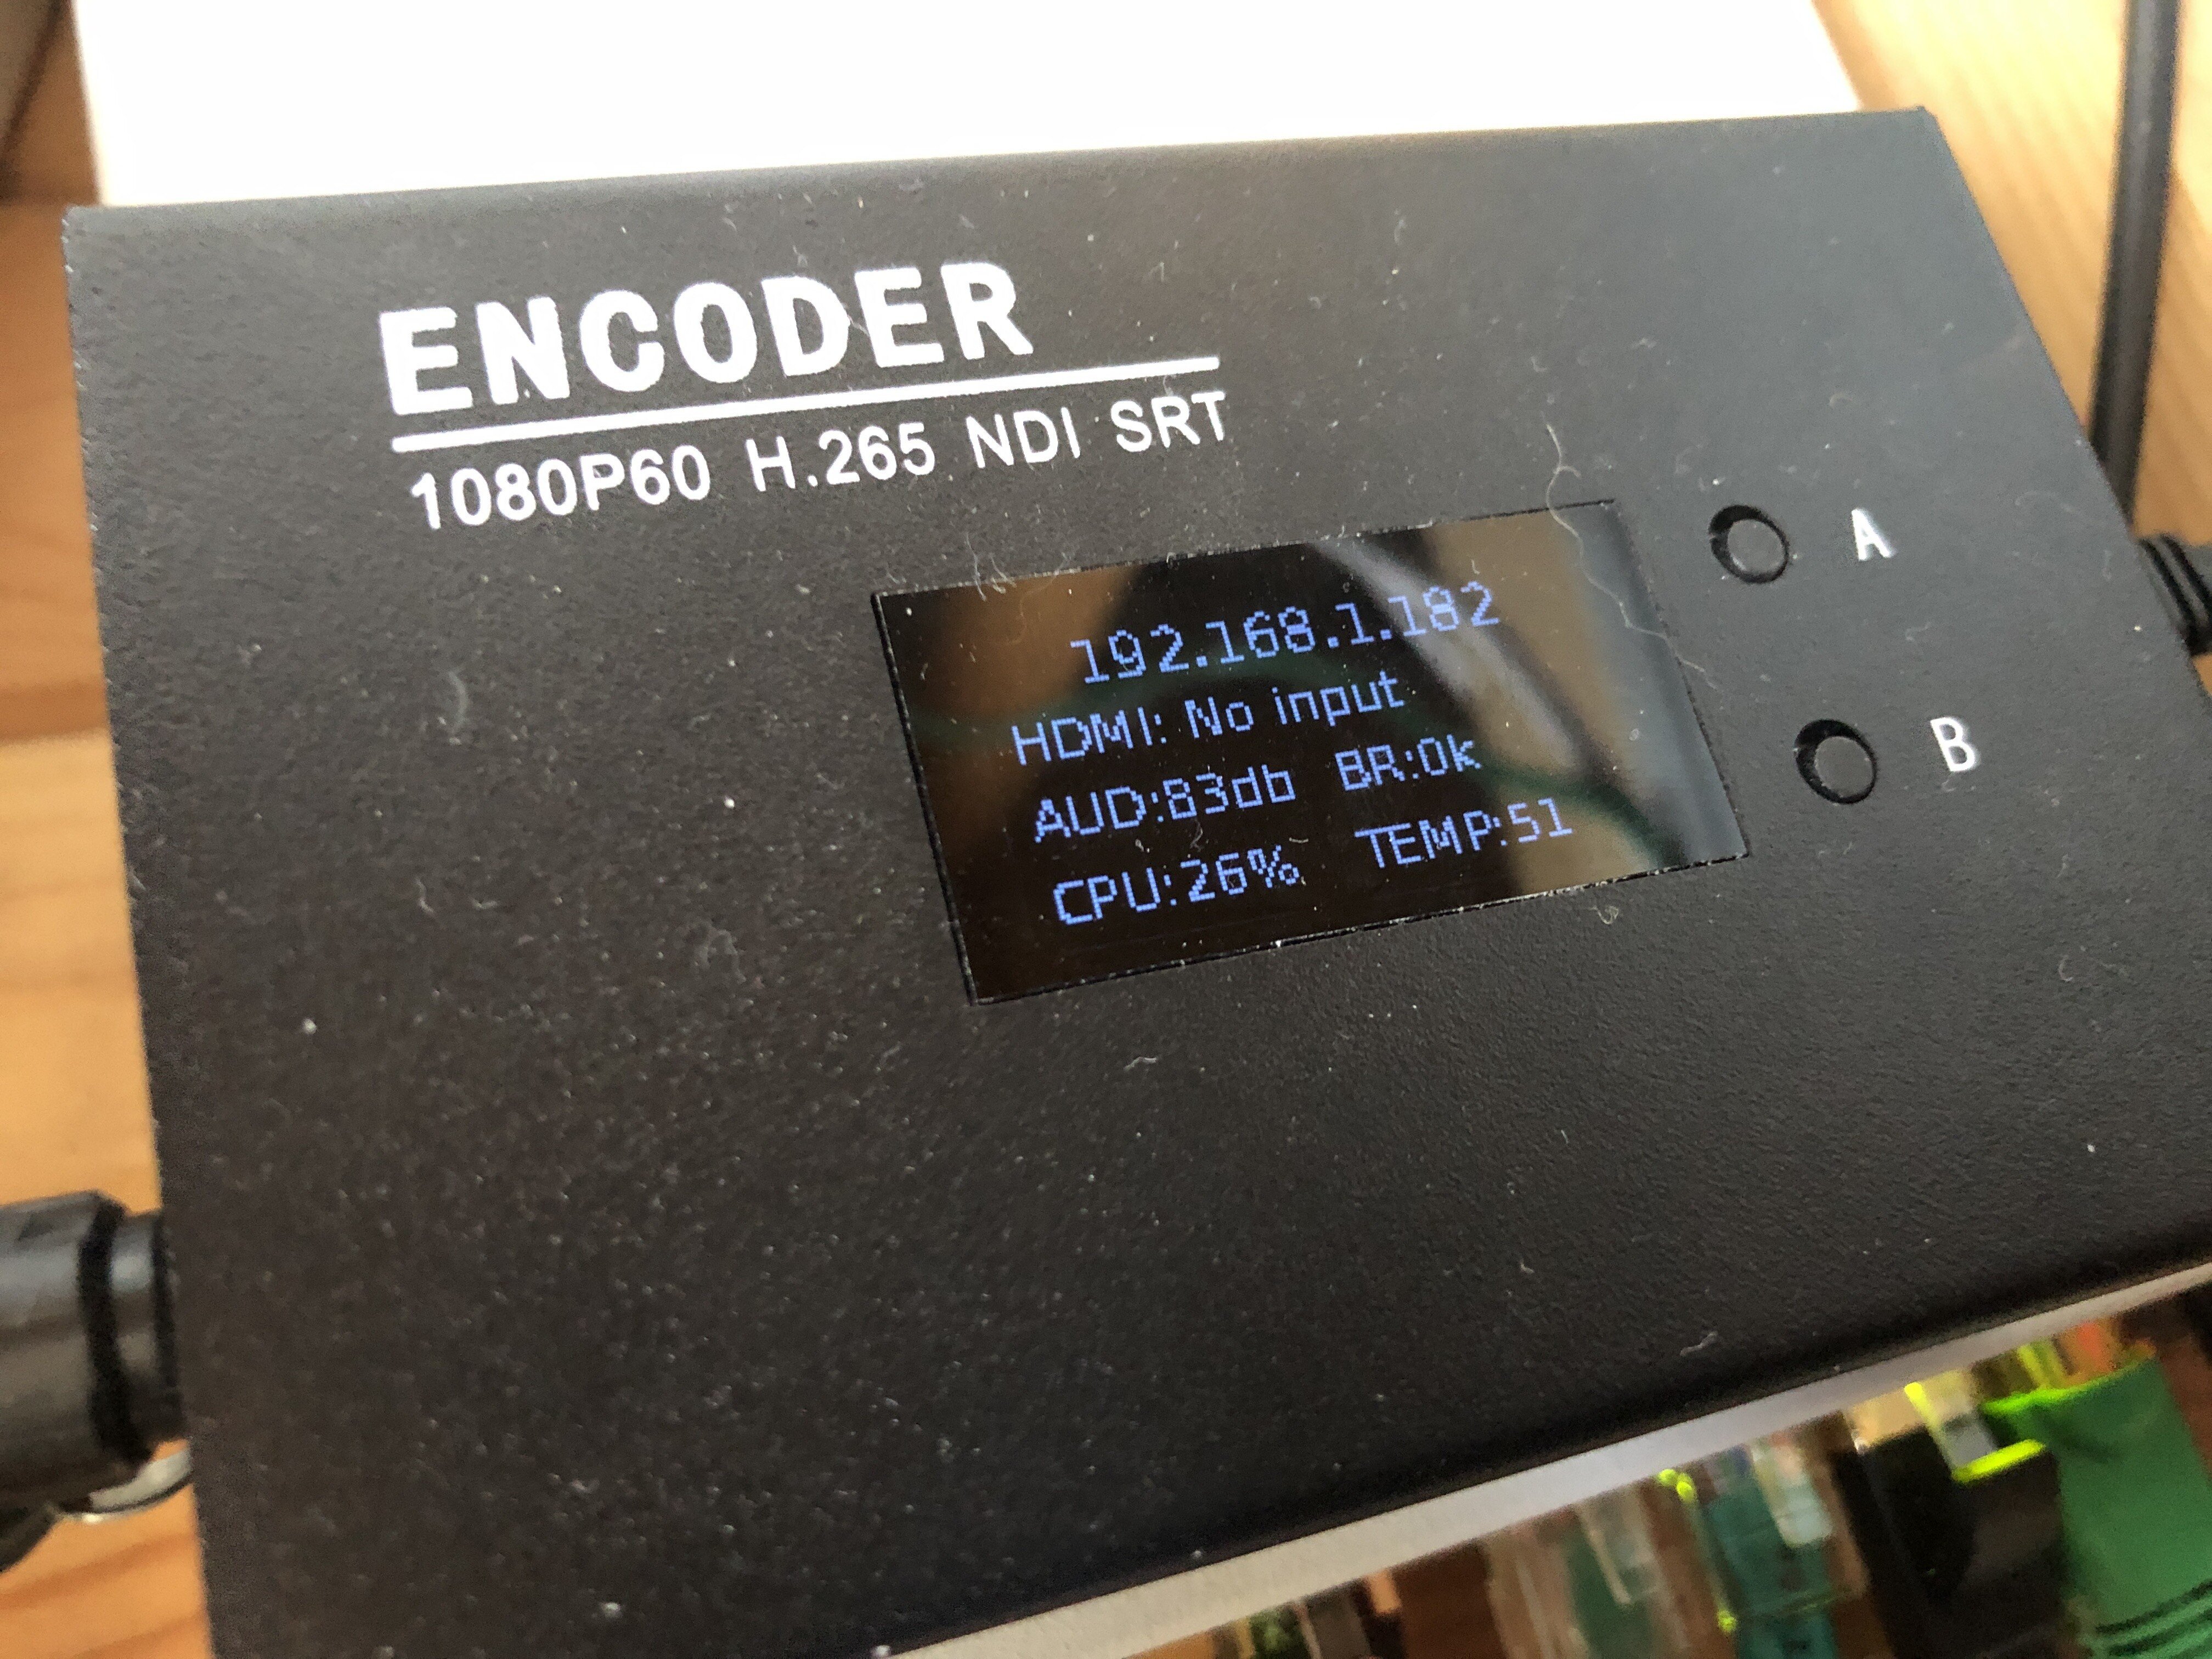 ENCODER
1080P60 H.265 NDI SRT
A
192.168.1.182
HDMI: No input
B
AUD:83db BR:0k
CPU:26% TEMP:51